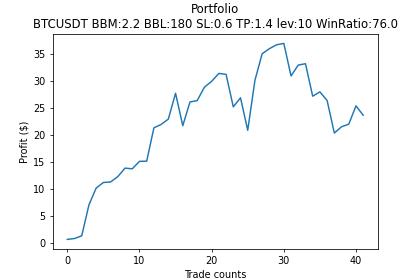 Portfolio
BTCUSDT BBM:2.2 BBL:180 SL:0.6 TP:1.4 lev:10 WinRatio:76.0
Profit ($)
35
30
25
20
15
10
5
0
0 10 20 30 40
Trade counts